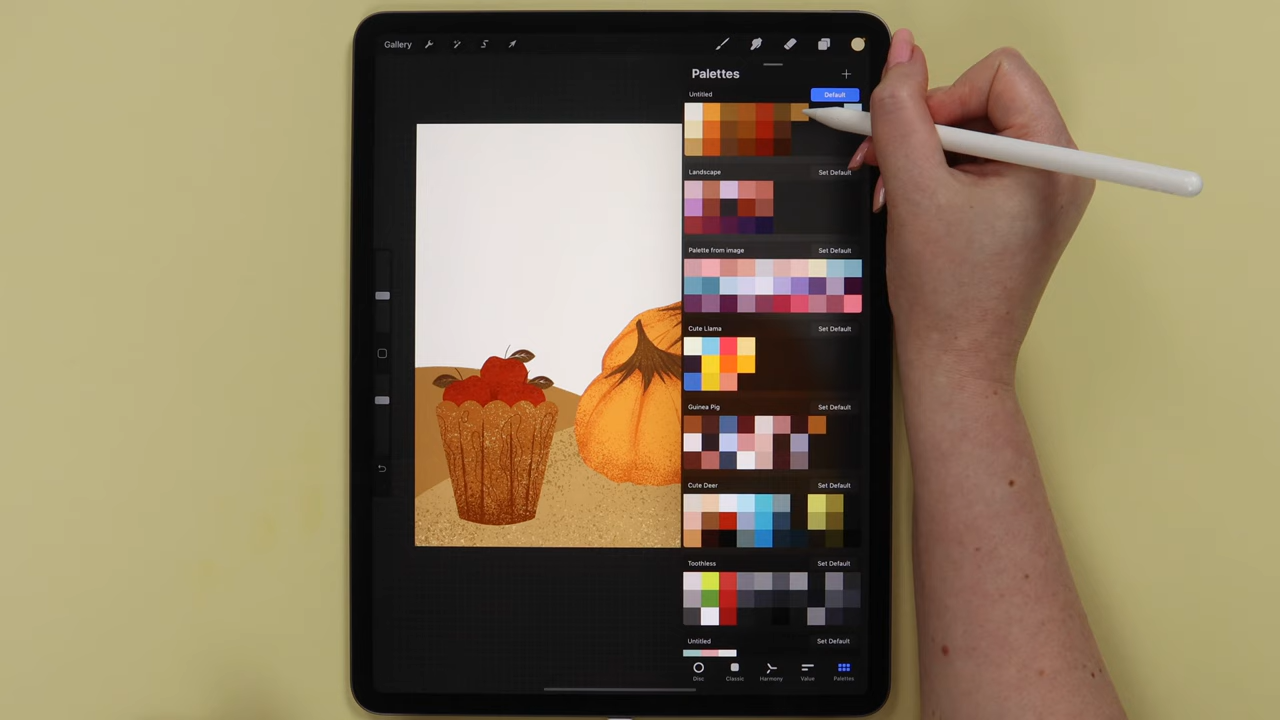 Gallery
Palettes
Untitled
Default
Landscape
Set Default
Palette from image
Set Default
Cute Llama
Set Default
Guinea Pig
Set Default
Cute Deer
Set Default
Toothless
Set Default
Untitled
Set Default
Disc
Classic
Harmony
Value
Palettes